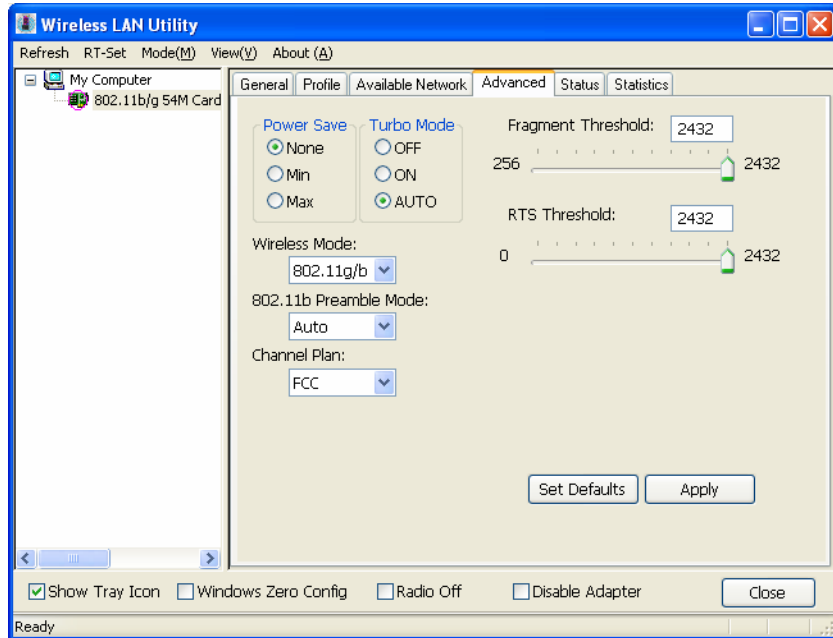 Wireless LAN Utility
Refresh RT-Set Mode(M) View(V) About (A)
My Computer
802.11b/g 54M Card
General Profile Available Network Advanced Status Statistics
Power Save
None
Min
Max
Turbo Mode
OFF
ON
AUTO
Wireless Mode:
802.11g/b
802.11b Preamble Mode:
Auto
Channel Plan:
FCC
Fragment Threshold: 2432
256 2432
RTS Threshold: 2432
0 2432
Set Defaults Apply
Show Tray Icon Windows Zero Config Radio Off Disable Adapter Close
Ready